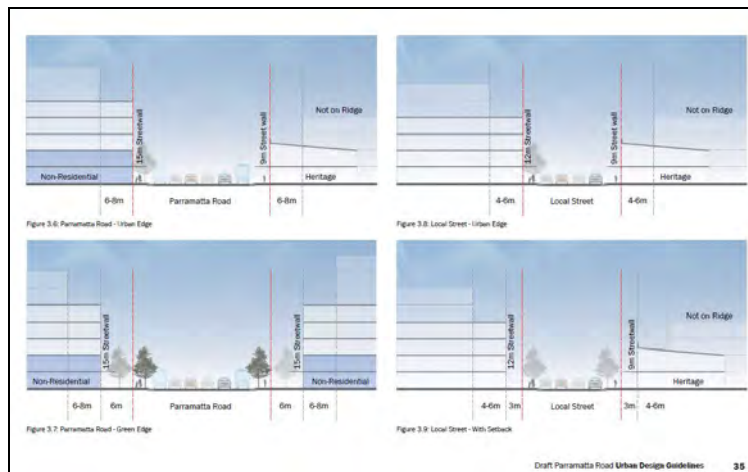 Not on Ridge
15m Streetwall
9m Street wall
Non-Residential
Heritage
6-8m
Parramatta Road
6-8m
Figure 3.6: Parramatta Road - Urban Edge
Not on Ridge
12m Streetwall
9m Street wall
Heritage
4-6m
Local Street
4-6m
Figure 3.8: Local Street - Urban Edge
15m Streetwall
15m Streetwall
Non-Residential
Non-Residential
6-8m
6m
Parramatta Road
6m
6-8m
Figure 3.7: Parramatta Road - Green Edge
Not on Ridge
12m Streetwall
9m Streetwall
Heritage
4-6m
3m
Local Street
3m
4-6m
Figure 3.9: Local Street - With Setback
Draft Parramatta Road Urban Design Guidelines
35